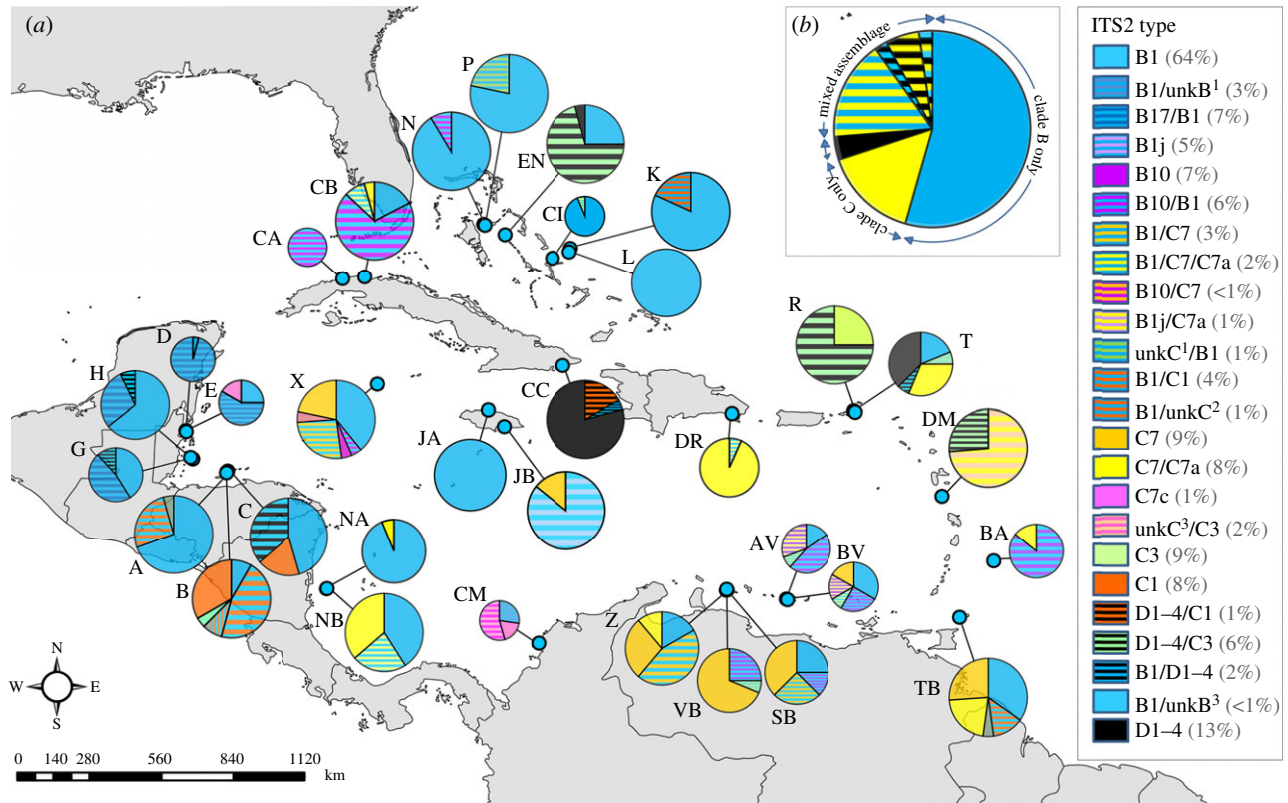 (a)
P
N
EN
K
CB
CI
CA
L
D
H
E
X
R
T
CC
G
JA
DR
DM
JB
C
NA
AV
BV
BA
A
B
NB
CM
Z
VB
SB
TB
N
W E
S
0 140 280 560 840 1120
km
(b)
mixed assemblage
clade B only
clade C only
ITS2 type
B1 (64%)
B1/unkB¹ (3%)
B17/B1 (7%)
B1j (5%)
B10 (7%)
B10/B1 (6%)
B1/C7 (3%)
B1/C7/C7a (2%)
B10/C7 (<1%)
B1j/C7a (1%)
unkC¹/B1 (1%)
B1/C1 (4%)
B1/unkC² (1%)
C7 (9%)
C7/C7a (8%)
C7c (1%)
unkC³/C3 (2%)
C3 (9%)
C1 (8%)
D1–4/C1 (1%)
D1–4/C3 (6%)
B1/D1–4 (2%)
B1/unkB³ (<1%)
D1–4 (13%)